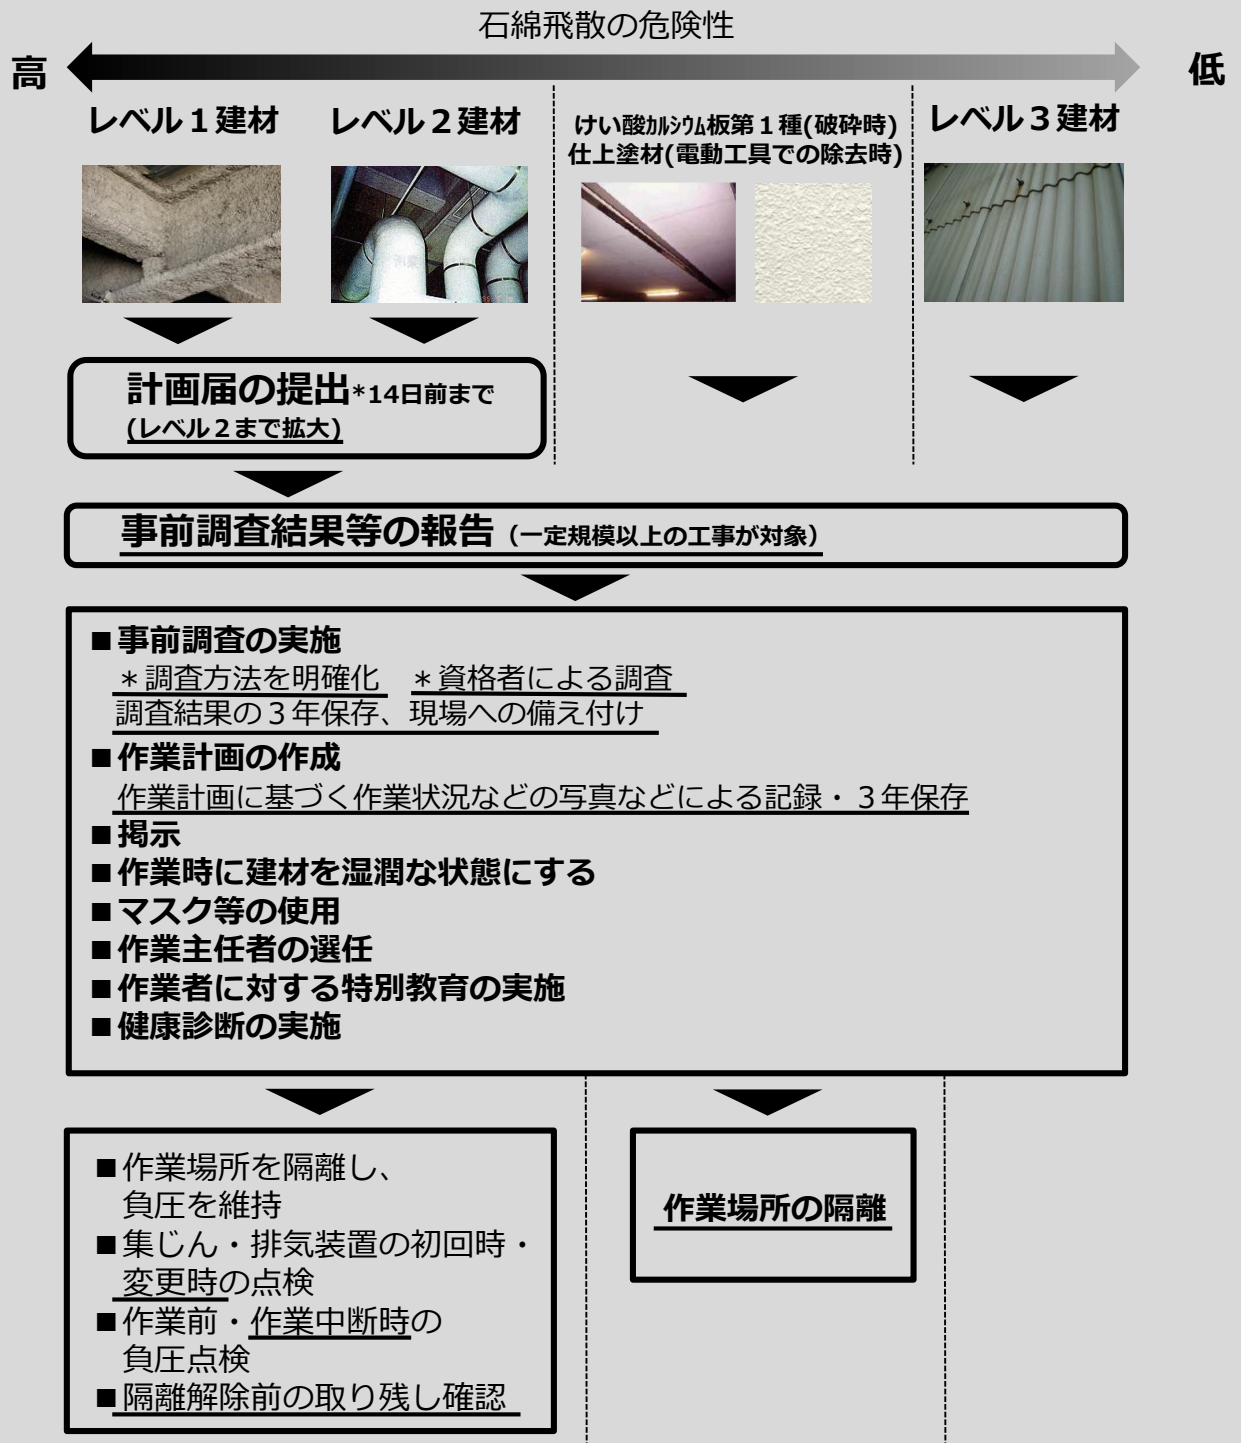 石綿飛散の危険性
高
低
レベル１建材
レベル２建材
けい酸ｶﾙｼｳﾑ板第１種(破砕時)
仕上塗材(電動工具での除去時)
レベル３建材
計画届の提出*14日前まで
(レベル２まで拡大)
事前調査結果等の報告（一定規模以上の工事が対象）
■事前調査の実施
＊調査方法を明確化　＊資格者による調査
調査結果の３年保存、現場への備え付け
■作業計画の作成
作業計画に基づく作業状況などの写真などによる記録・３年保存
■掲示
■作業時に建材を湿潤な状態にする
■マスク等の使用
■作業主任者の選任
■作業者に対する特別教育の実施
■健康診断の実施
■作業場所を隔離し、
負圧を維持
■集じん・排気装置の初回時・
変更時の点検
■作業前・作業中断時の
負圧点検
■隔離解除前の取り残し確認
作業場所の隔離